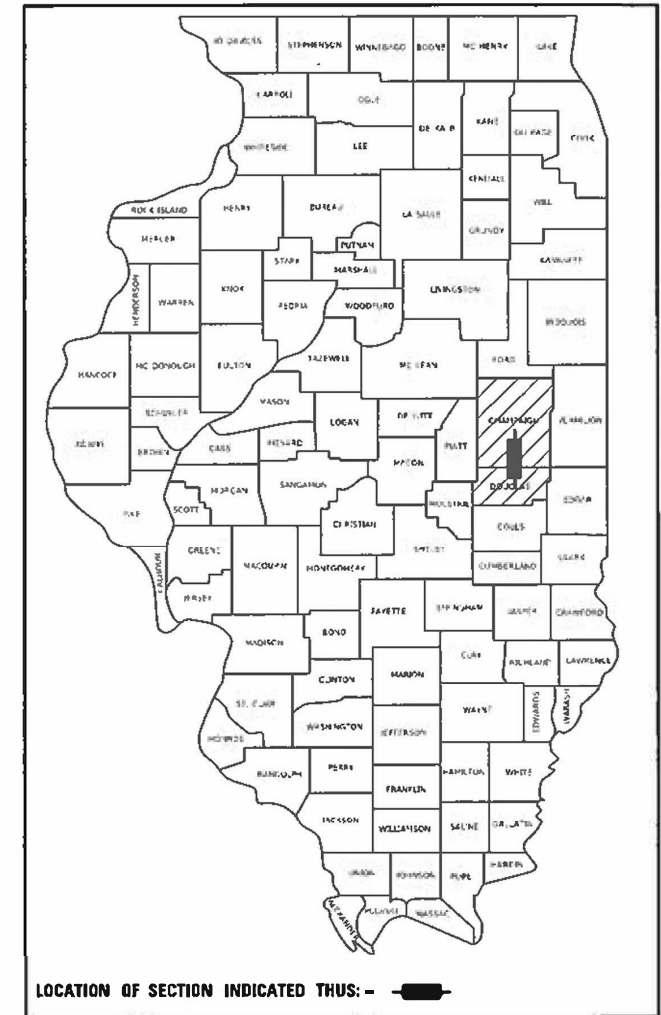 JO DAVIESS STEPHENSON WINNEBAGO BOONE MC HENRY LAKE
CARROLL OGLE
DE KALB KANE DU PAGE COOK
WHITESIDE LEE
KENDALL
ROCK ISLAND HENRY BUREAU LA SALLE GRUNDY WILL
MERCER PUTNAM
STARK MARSHALL KANKAKEE
HENDERSON WARREN KNOX PEORIA WOODFORD LIVINGSTON IROQUOIS
HANCOCK MC DONOUGH FULTON TAZEWELL MC LEAN FORD
MASON
SCHUYLER LOGAN DE WITT CHAMPAIGN VERMILION
ADAMS BROWN CASS MENARD PIATT
MACON
MORGAN SANGAMON DOUGLAS
PIKE SCOTT MOULTRIE EDGAR
CHRISTIAN COLES
GREENE SHELBY CLARK
CALHOUN MACOUPIN MONTGOMERY CUMBERLAND
JERSEY FAYETTE EFFINGHAM JASPER CRAWFORD
BOND
MADISON CLAY RICHLAND LAWRENCE
CLINTON MARION
ST. CLAIR WAYNE EDWARDS WABASH
WASHINGTON JEFFERSON
MONROE
RANDOLPH PERRY HAMILTON WHITE
FRANKLIN
JACKSON WILLIAMSON SALINE GALLATIN
HARDIN
UNION JOHNSON POPE
ALEXANDER PULASKI MASSAC
LOCATION OF SECTION INDICATED THUS: -